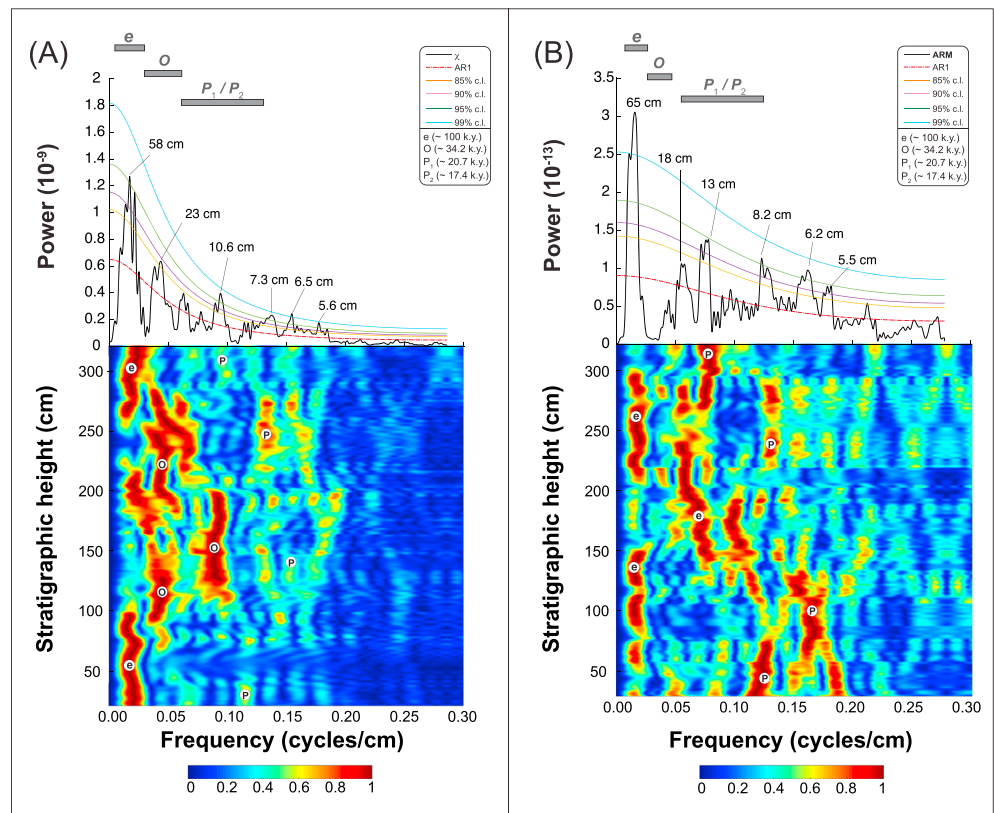 (A)
e
O
P1 / P2
χ
AR1
85% c.l.
90% c.l.
95% c.l.
99% c.l.
e (~ 100 k.y.)
O (~ 34.2 k.y.)
P1 (~ 20.7 k.y.)
P2 (~ 17.4 k.y.)
Power (10-9)
2
1.8
1.6
1.4
1.2
1
0.8
0.6
0.4
0.2
0
58 cm
23 cm
10.6 cm
7.3 cm
6.5 cm
5.6 cm
Stratigraphic height (cm)
300
250
200
150
100
50
P
e
P
O
O
P
O
e
P
0.00 0.05 0.10 0.15 0.20 0.25 0.30
Frequency (cycles/cm)
0 0.2 0.4 0.6 0.8 1
(B)
e
O
P1 / P2
ARM
AR1
85% c.l.
90% c.l.
95% c.l.
99% c.l.
e (~ 100 k.y.)
O (~ 34.2 k.y.)
P1 (~ 20.7 k.y.)
P2 (~ 17.4 k.y.)
Power (10-13)
3.5
3
2.5
2
1.5
1
0.5
0
65 cm
18 cm
13 cm
8.2 cm
6.2 cm
5.5 cm
Stratigraphic height (cm)
300
250
200
150
100
50
P
e
P
e
e
P
P
0.00 0.05 0.10 0.15 0.20 0.25 0.30
Frequency (cycles/cm)
0 0.2 0.4 0.6 0.8 1